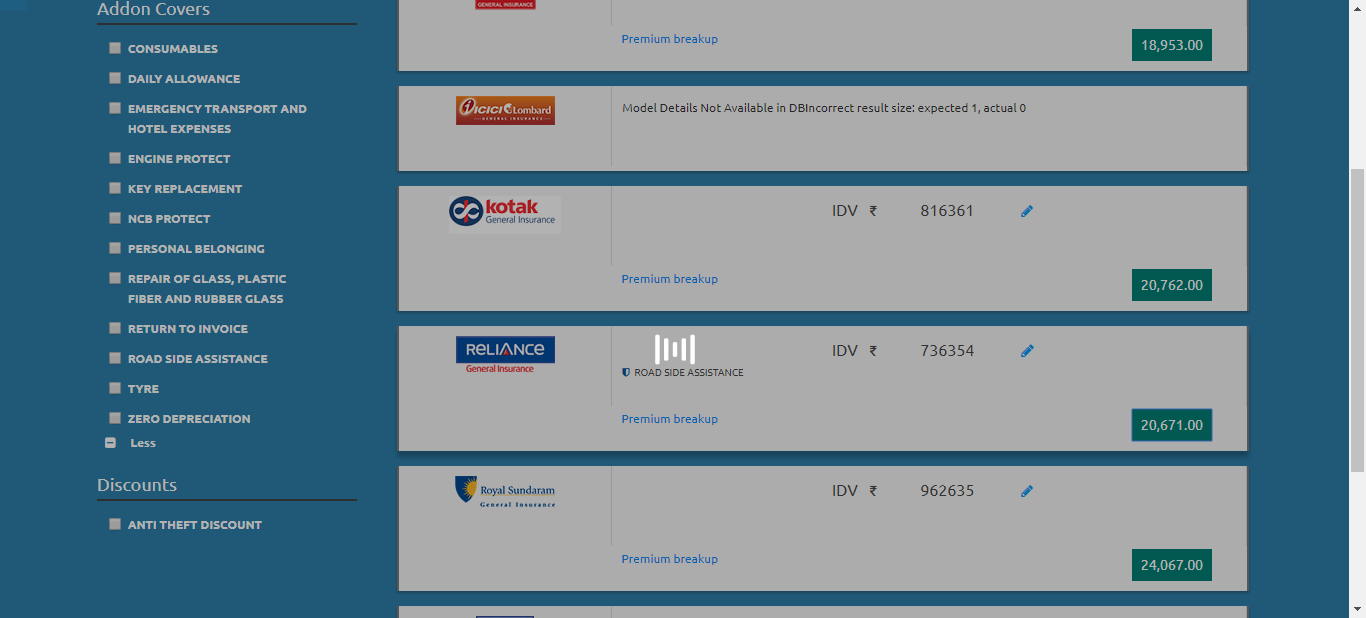 Addon Covers
CONSUMABLES
DAILY ALLOWANCE
EMERGENCY TRANSPORT AND
HOTEL EXPENSES
ENGINE PROTECT
KEY REPLACEMENT
NCB PROTECT
PERSONAL BELONGING
REPAIR OF GLASS, PLASTIC
FIBER AND RUBBER GLASS
RETURN TO INVOICE
ROAD SIDE ASSISTANCE
TYRE
ZERO DEPRECIATION
Less
Discounts
ANTI THEFT DISCOUNT
GENERAL INSURANCE
Premium breakup
18,953.00
ICICI Lombard
GENERAL INSURANCE
Model Details Not Available in DBIncorrect result size: expected 1, actual 0
kotak
General Insurance
IDV ₹ 816361
Premium breakup
20,762.00
RELIANCE
General Insurance
IDV ₹ 736354
ROAD SIDE ASSISTANCE
Premium breakup
20,671.00
Royal Sundaram
General Insurance
IDV ₹ 962635
Premium breakup
24,067.00